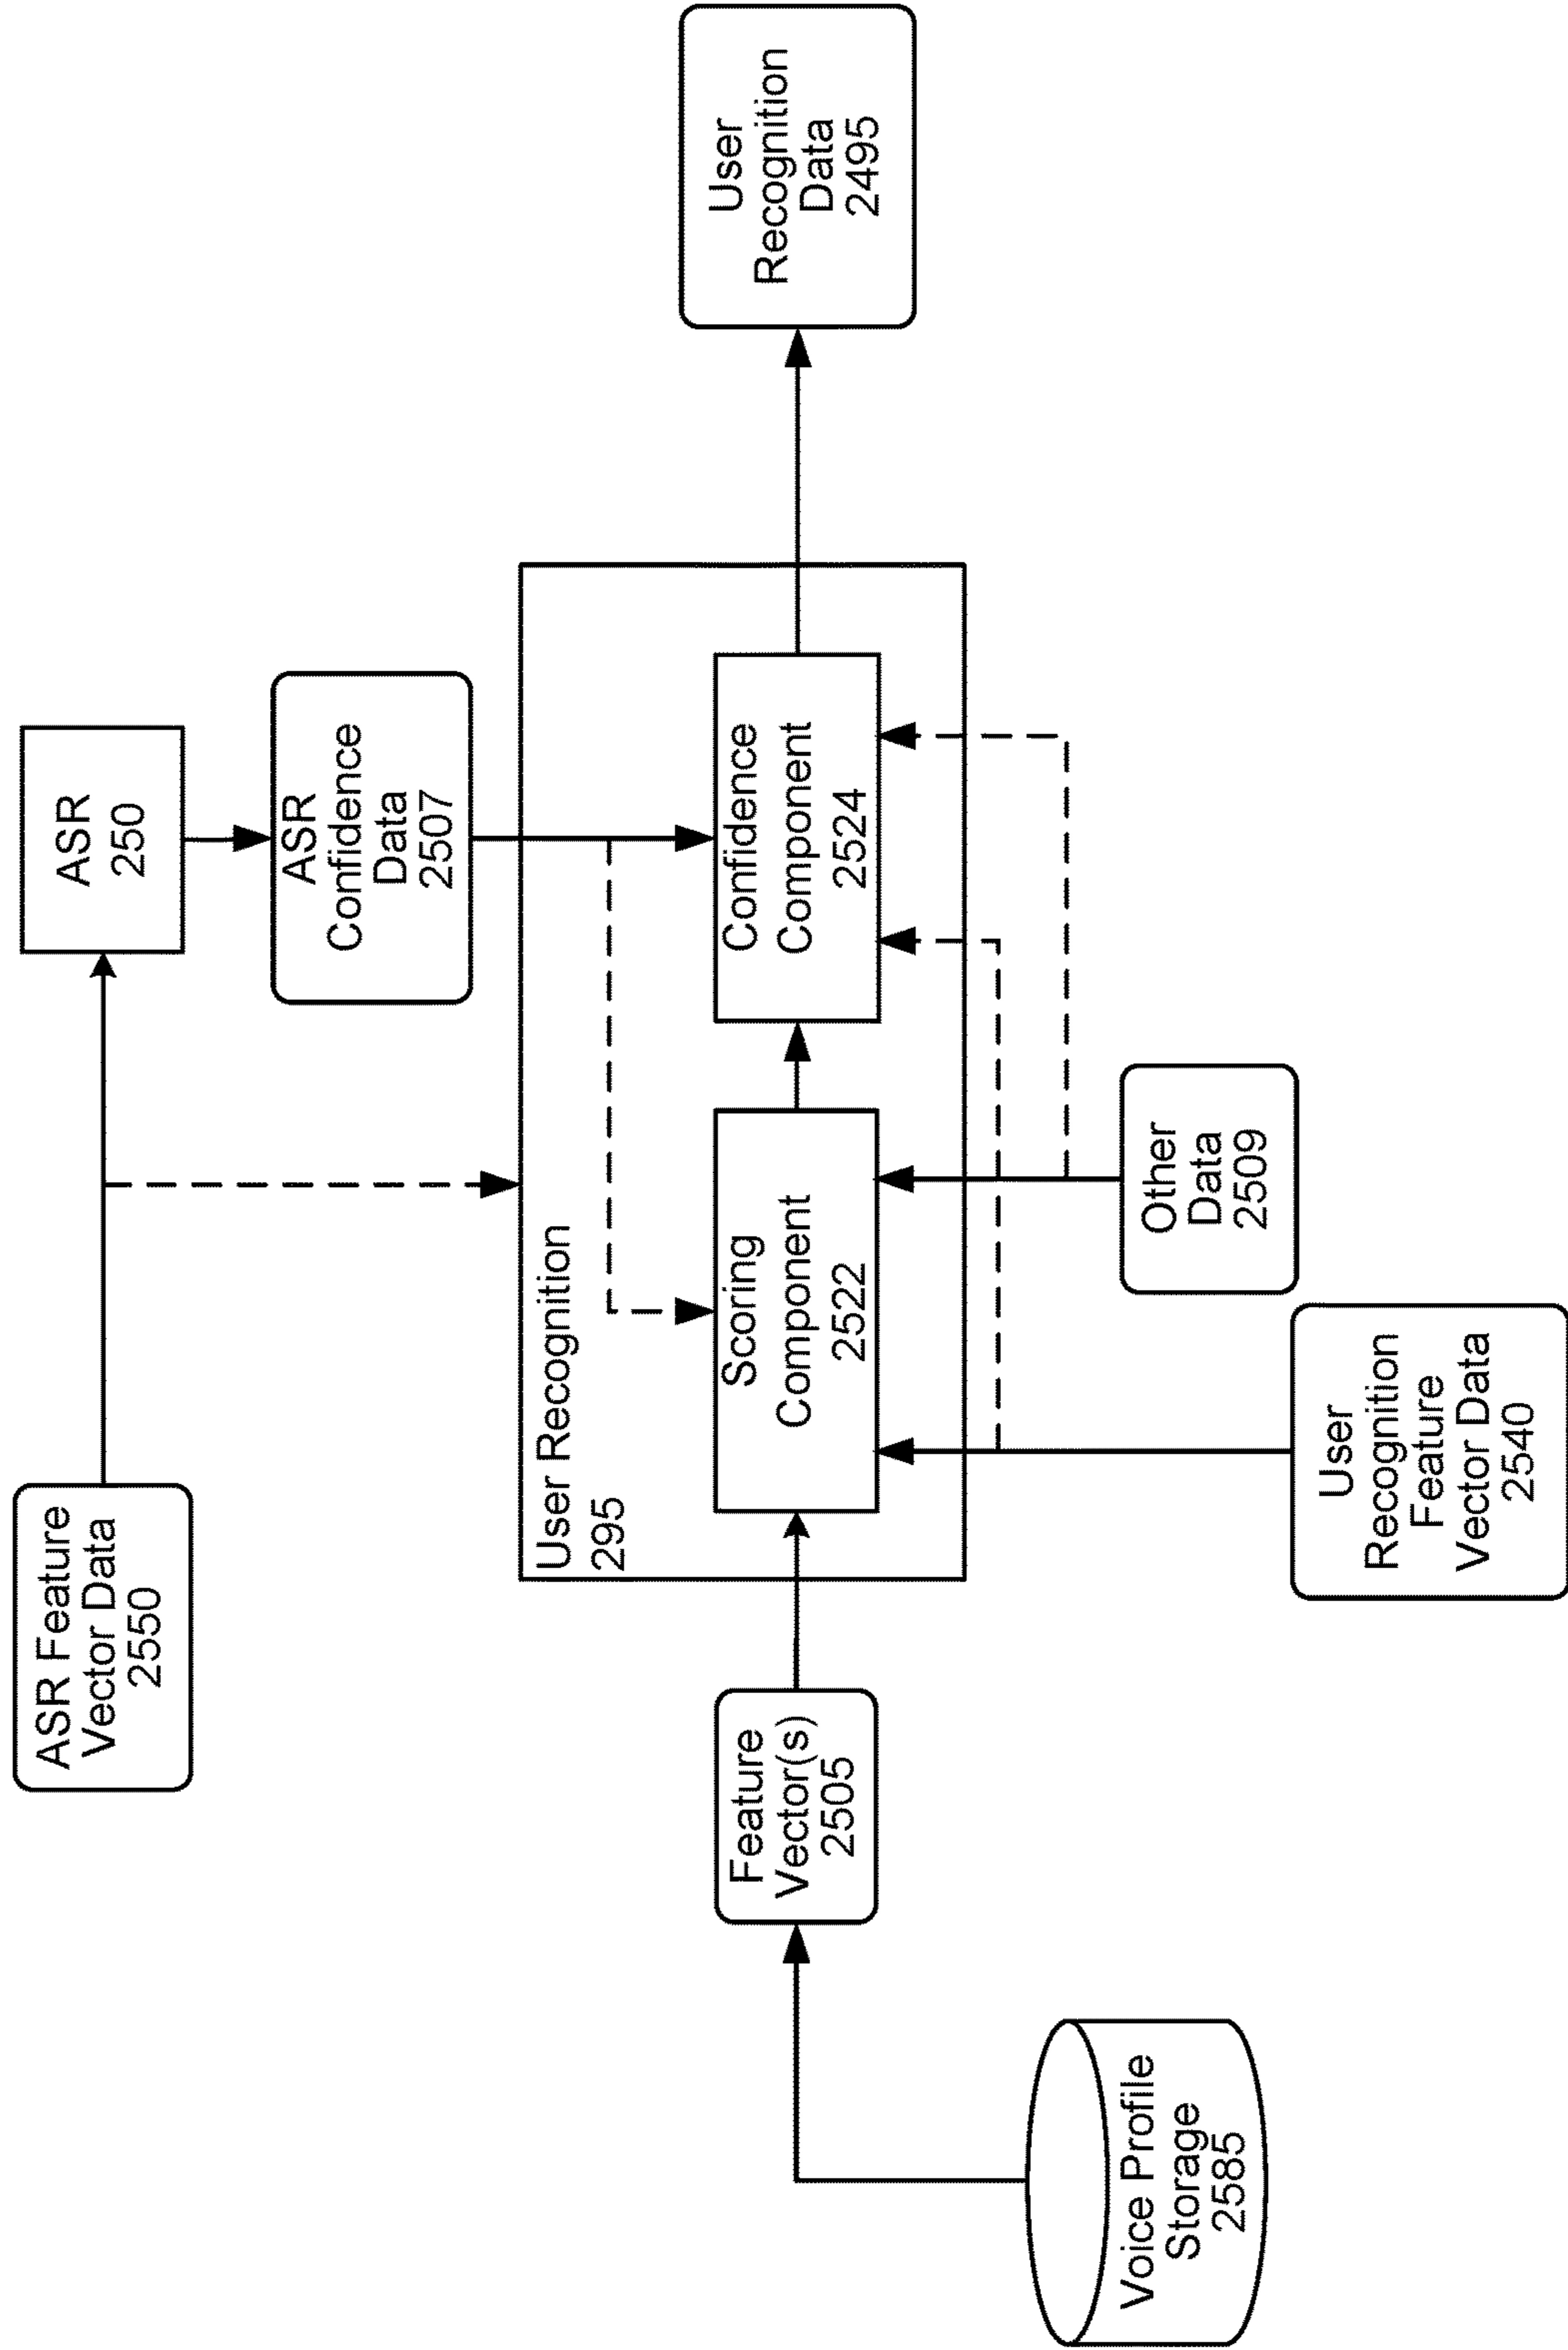 ASR Feature
Vector Data
2550
ASR
250
ASR
Confidence
Data
2507
User Recognition
295
Voice Profile
Storage
2585
Feature
Vector(s)
2505
Scoring
Component
2522
Confidence
Component
2524
User
Recognition
Data
2495
Other
Data
2509
User
Recognition
Feature
Vector Data
2540